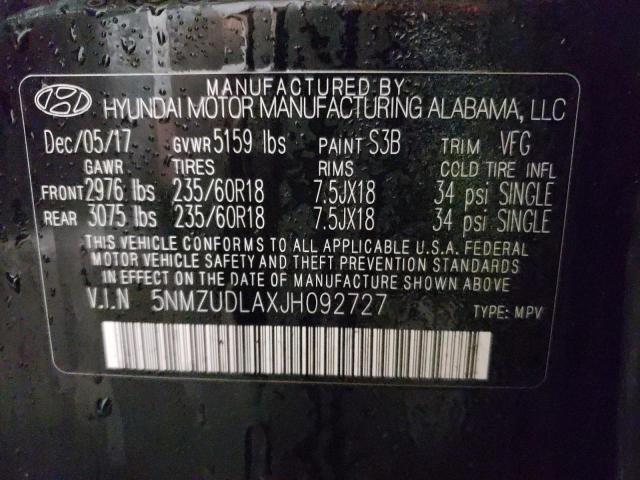 MANUFACTURED BY
HYUNDAI MOTOR MANUFACTURING ALABAMA, LLC
Dec/05/17 GVWR 5159 lbs PAINT S3B TRIM VFG
GAWR TIRES RIMS COLD TIRE INFL
FRONT 2976 lbs 235/60R18 7.5JX18 34 psi SINGLE
REAR 3075 lbs 235/60R18 7.5JX18 34 psi SINGLE
THIS VEHICLE CONFORMS TO ALL APPLICABLE U.S.A. FEDERAL
MOTOR VEHICLE SAFETY AND THEFT PREVENTION STANDARDS
IN EFFECT ON THE DATE OF MANUFACTURE SHOWN ABOVE
V.I.N 5NMZUDLAXJH092727 TYPE: MPV